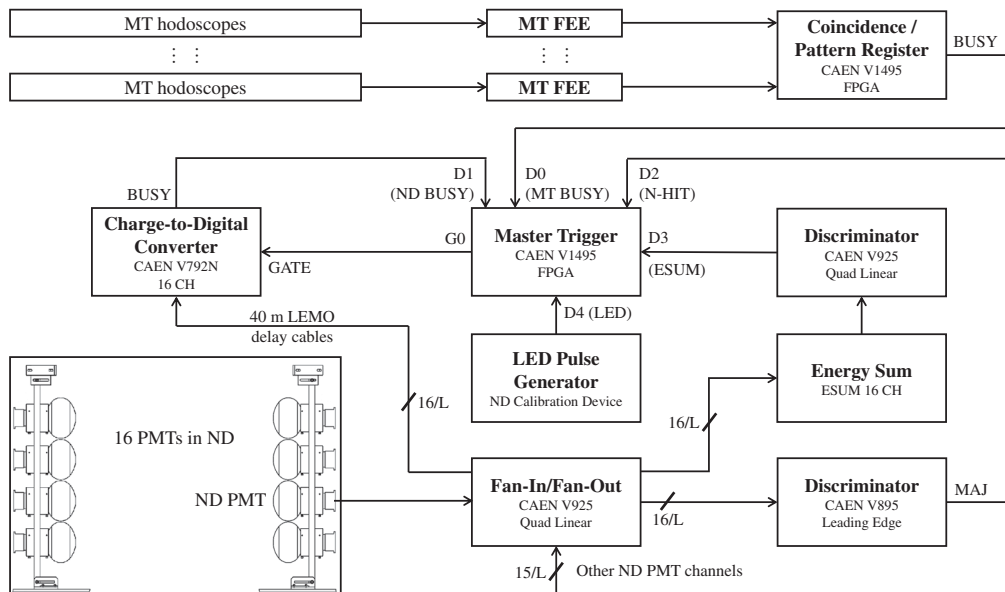 MT hodoscopes
MT FEE
MT hodoscopes
MT FEE
Coincidence /
Pattern Register
CAEN V1495
FPGA
BUSY
BUSY
D1
(ND BUSY)
D0
(MT BUSY)
D2
(N-HIT)
Charge-to-Digital
Converter
CAEN V792N
16 CH
GATE
G0
Master Trigger
CAEN V1495
FPGA
D3
(ESUM)
Discriminator
CAEN V925
Quad Linear
40 m LEMO
delay cables
D4 (LED)
LED Pulse
Generator
ND Calibration Device
Energy Sum
ESUM 16 CH
16/L
16/L
16 PMTs in ND
ND PMT
Fan-In/Fan-Out
CAEN V925
Quad Linear
16/L
Discriminator
CAEN V895
Leading Edge
MAJ
15/L
Other ND PMT channels